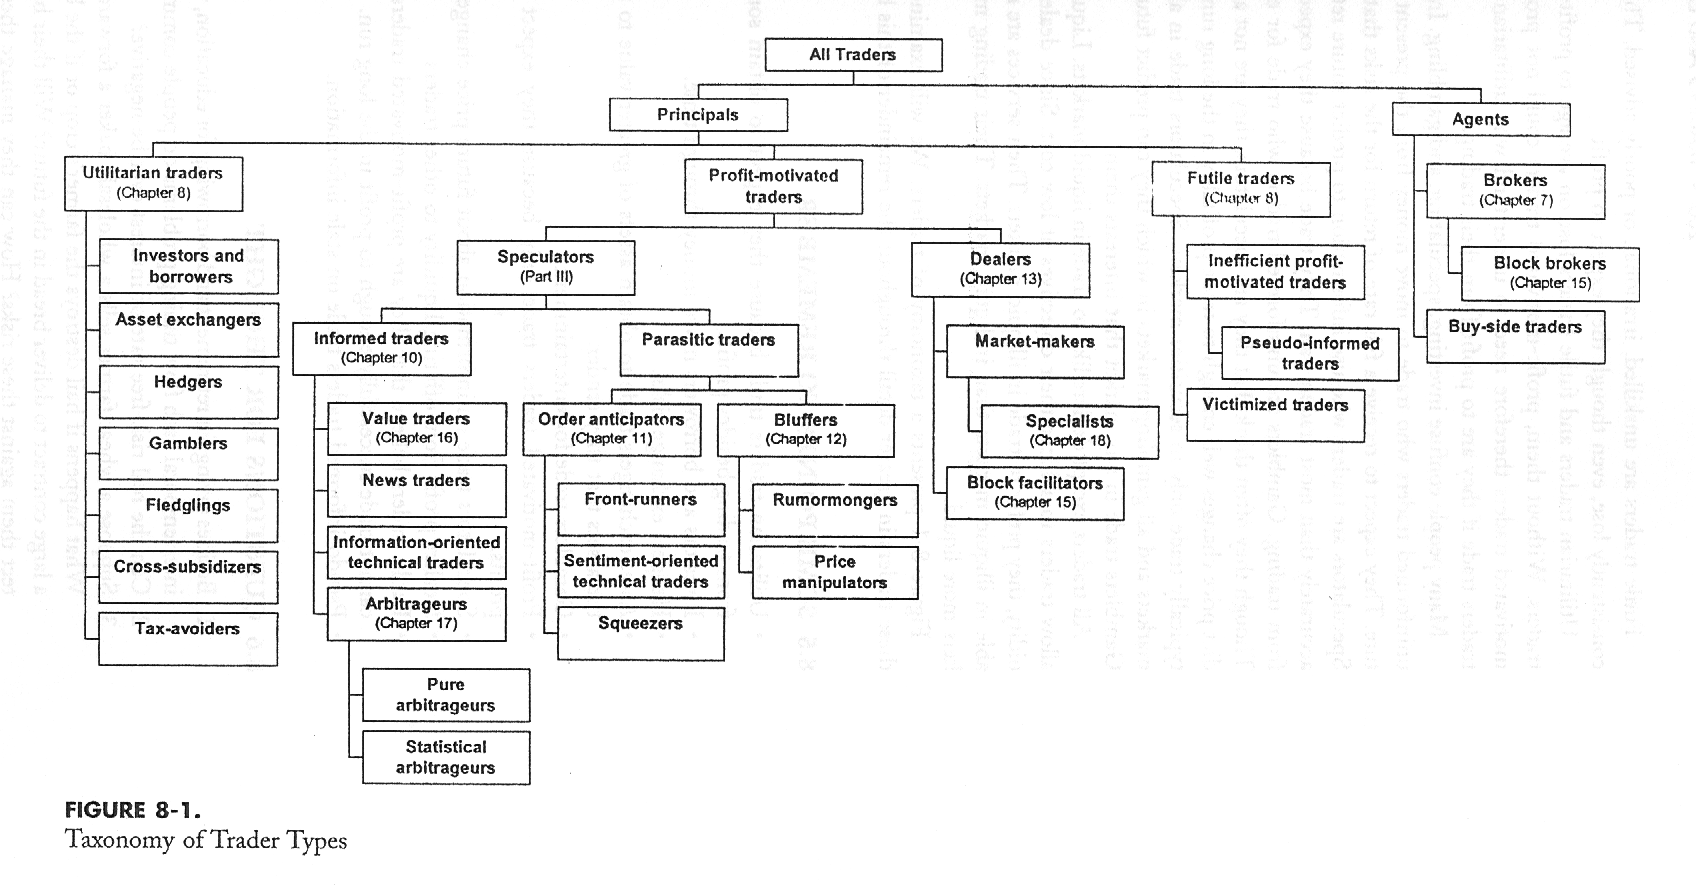 All Traders
Principals
Agents
Utilitarian traders
(Chapter 8)
Profit-motivated
traders
Futile traders
(Chapter 8)
Brokers
(Chapter 7)
Investors and
borrowers
Speculators
(Part III)
Dealers
(Chapter 13)
Inefficient profit-
motivated traders
Block brokers
(Chapter 15)
Asset exchangers
Informed traders
(Chapter 10)
Parasitic traders
Market-makers
Pseudo-informed
traders
Buy-side traders
Hedgers
Value traders
(Chapter 16)
Order anticipators
(Chapter 11)
Bluffers
(Chapter 12)
Specialists
(Chapter 18)
Victimized traders
Gamblers
News traders
Front-runners
Rumormongers
Block facilitators
(Chapter 15)
Fledglings
Information-oriented
technical traders
Sentiment-oriented
technical traders
Price
manipulators
Cross-subsidizers
Arbitrageurs
(Chapter 17)
Squeezers
Tax-avoiders
Pure
arbitrageurs
Statistical
arbitrageurs
FIGURE 8-1.
Taxonomy of Trader Types